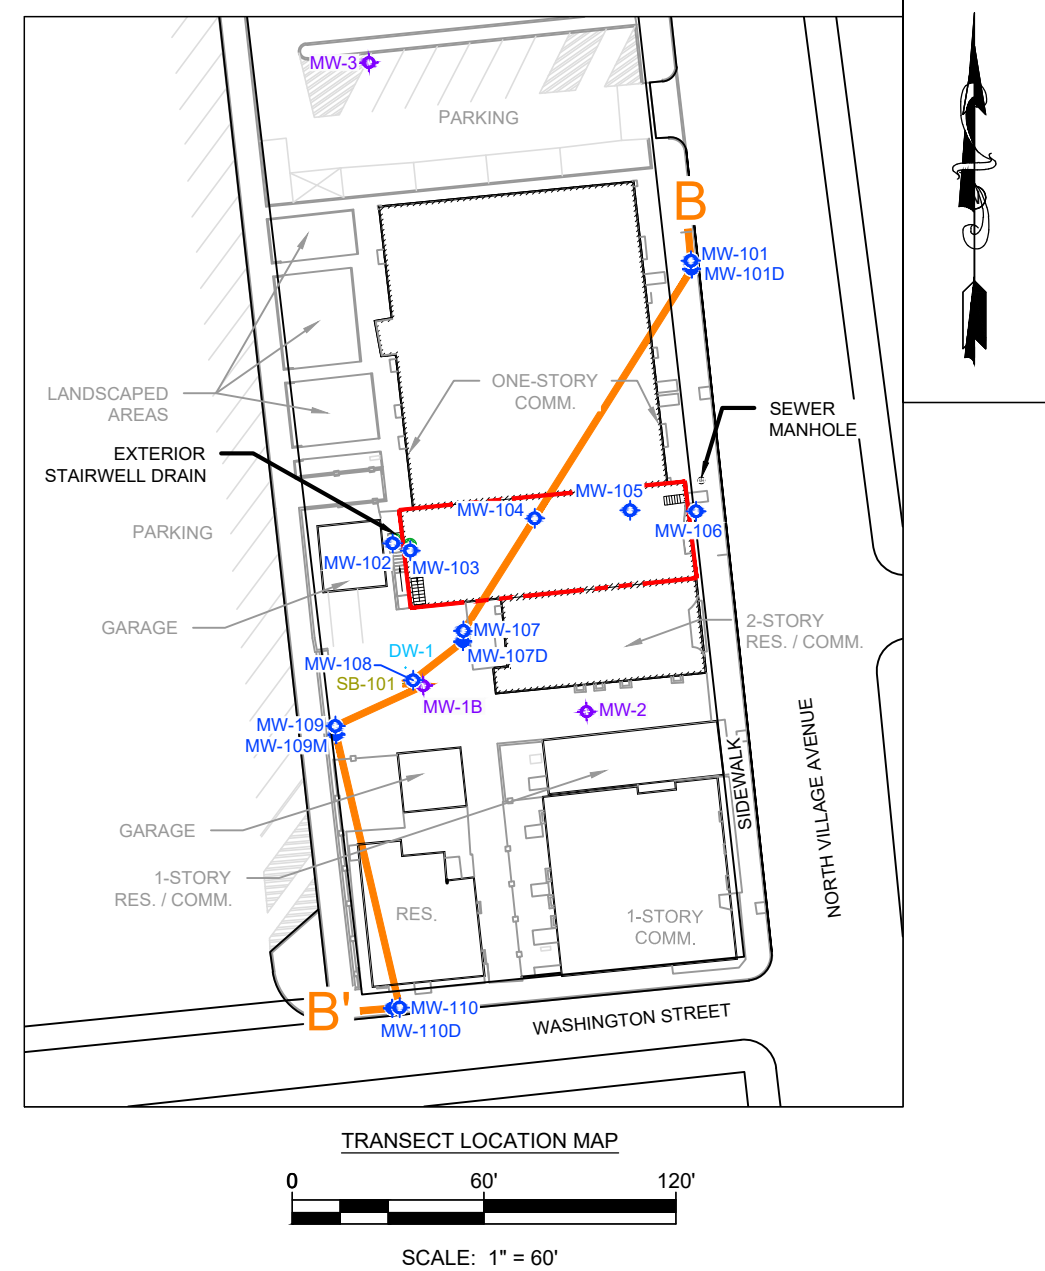 MW-3
PARKING
B
MW-101
MW-101D
LANDSCAPED
AREAS
ONE-STORY
COMM.
SEWER
MANHOLE
EXTERIOR
STAIRWELL DRAIN
MW-105
MW-104
MW-106
PARKING
MW-102
MW-103
GARAGE
MW-107
MW-107D
2-STORY
RES. / COMM.
DW-1
MW-108
SB-101
MW-1B
MW-2
MW-109
MW-109M
SIDEWALK
NORTH VILLAGE AVENUE
GARAGE
1-STORY
RES. / COMM.
RES.
1-STORY
COMM.
B'
MW-110
MW-110D
WASHINGTON STREET
TRANSECT LOCATION MAP
0 60' 120'
SCALE: 1" = 60'